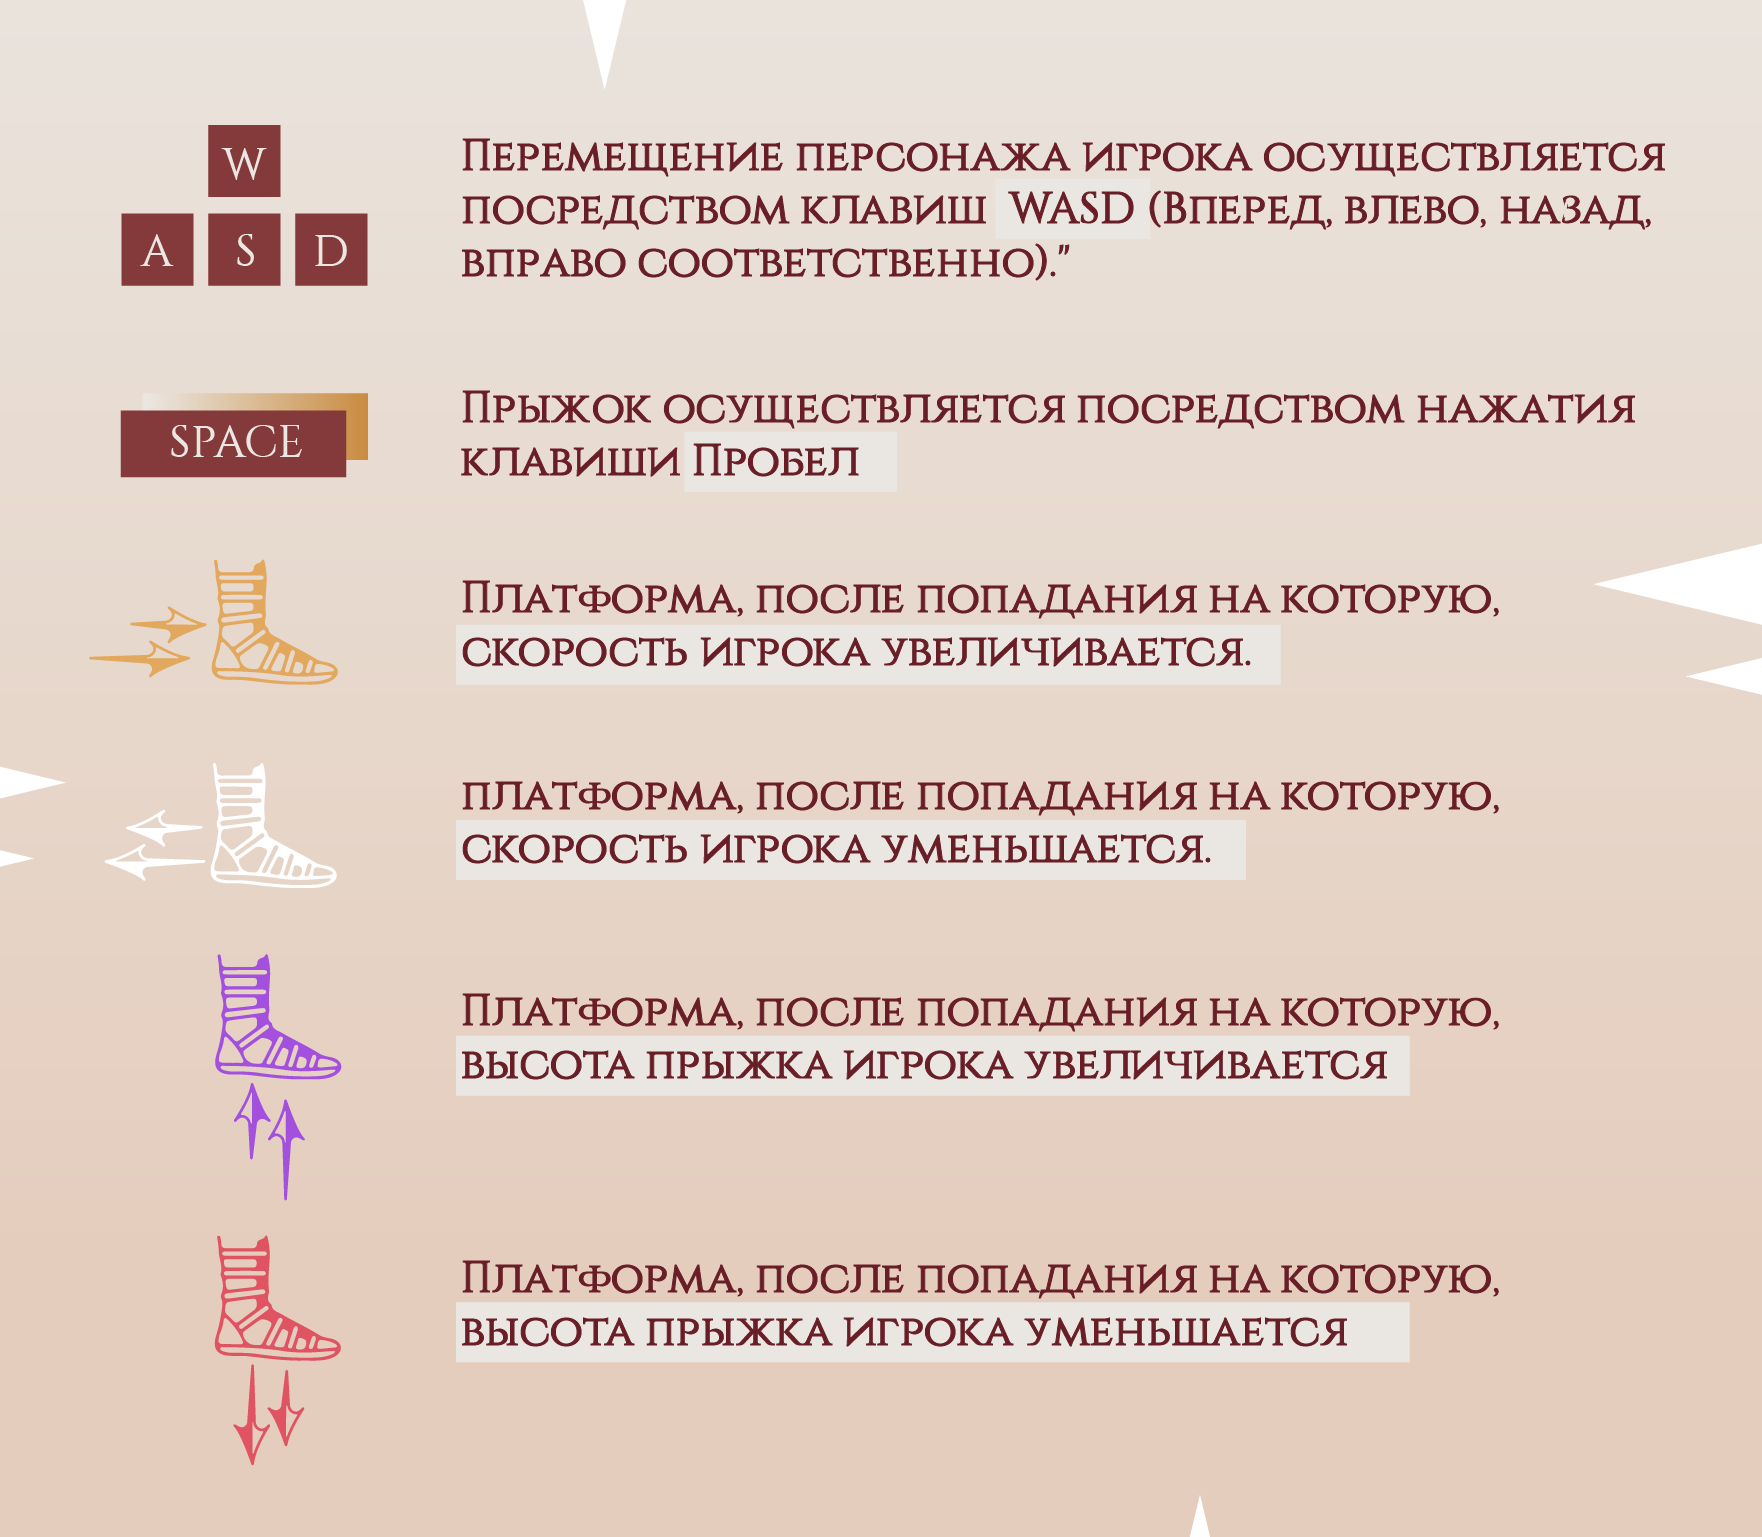 W
A S D
Перемещение персонажа игрока осуществляется
посредством клавиш WASD (Вперед, влево, назад,
вправо соответственно)."
SPACE
Прыжок осуществляется посредством нажатия
клавиши Пробел
Платформа, после попадания на которую,
скорость игрока увеличивается.
платформа, после попадания на которую,
скорость игрока уменьшается.
Платформа, после попадания на которую,
высота прыжка игрока увеличивается
Платформа, после попадания на которую,
высота прыжка игрока уменьшается